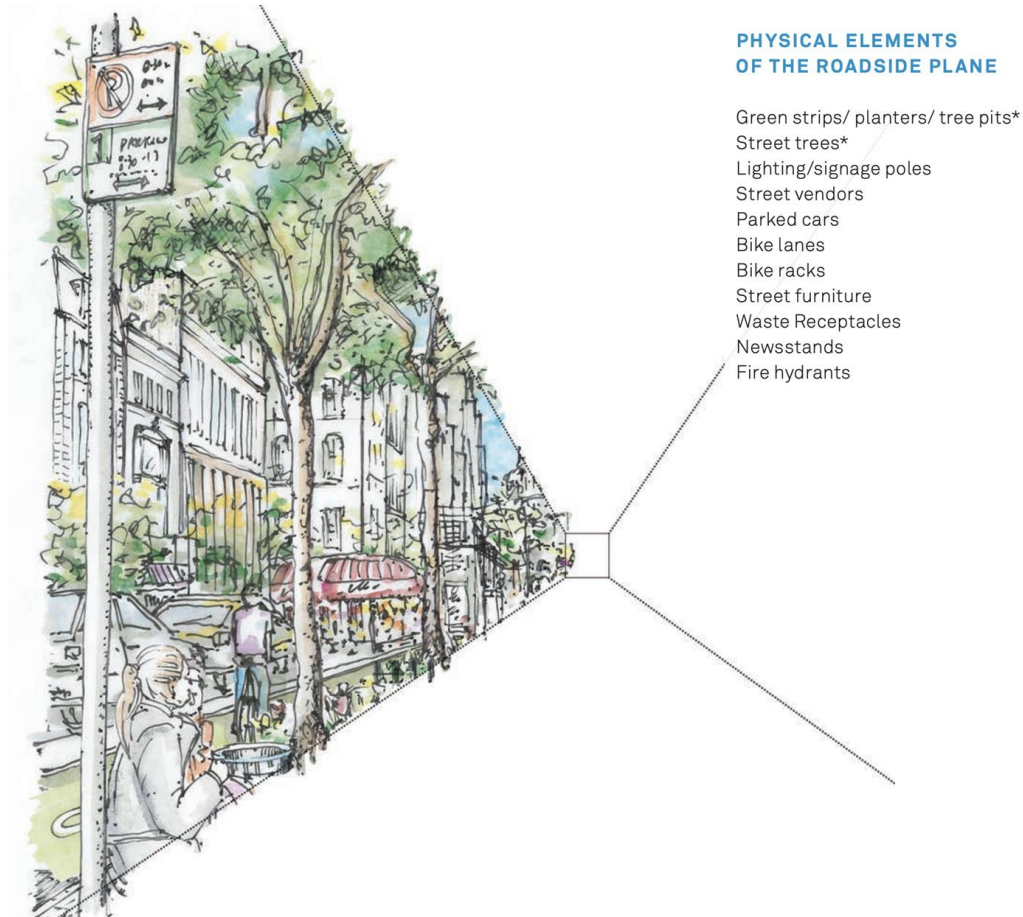 PHYSICAL ELEMENTS
OF THE ROADSIDE PLANE
Green strips/ planters/ tree pits*
Street trees*
Lighting/signage poles
Street vendors
Parked cars
Bike lanes
Bike racks
Street furniture
Waste Receptacles
Newsstands
Fire hydrants